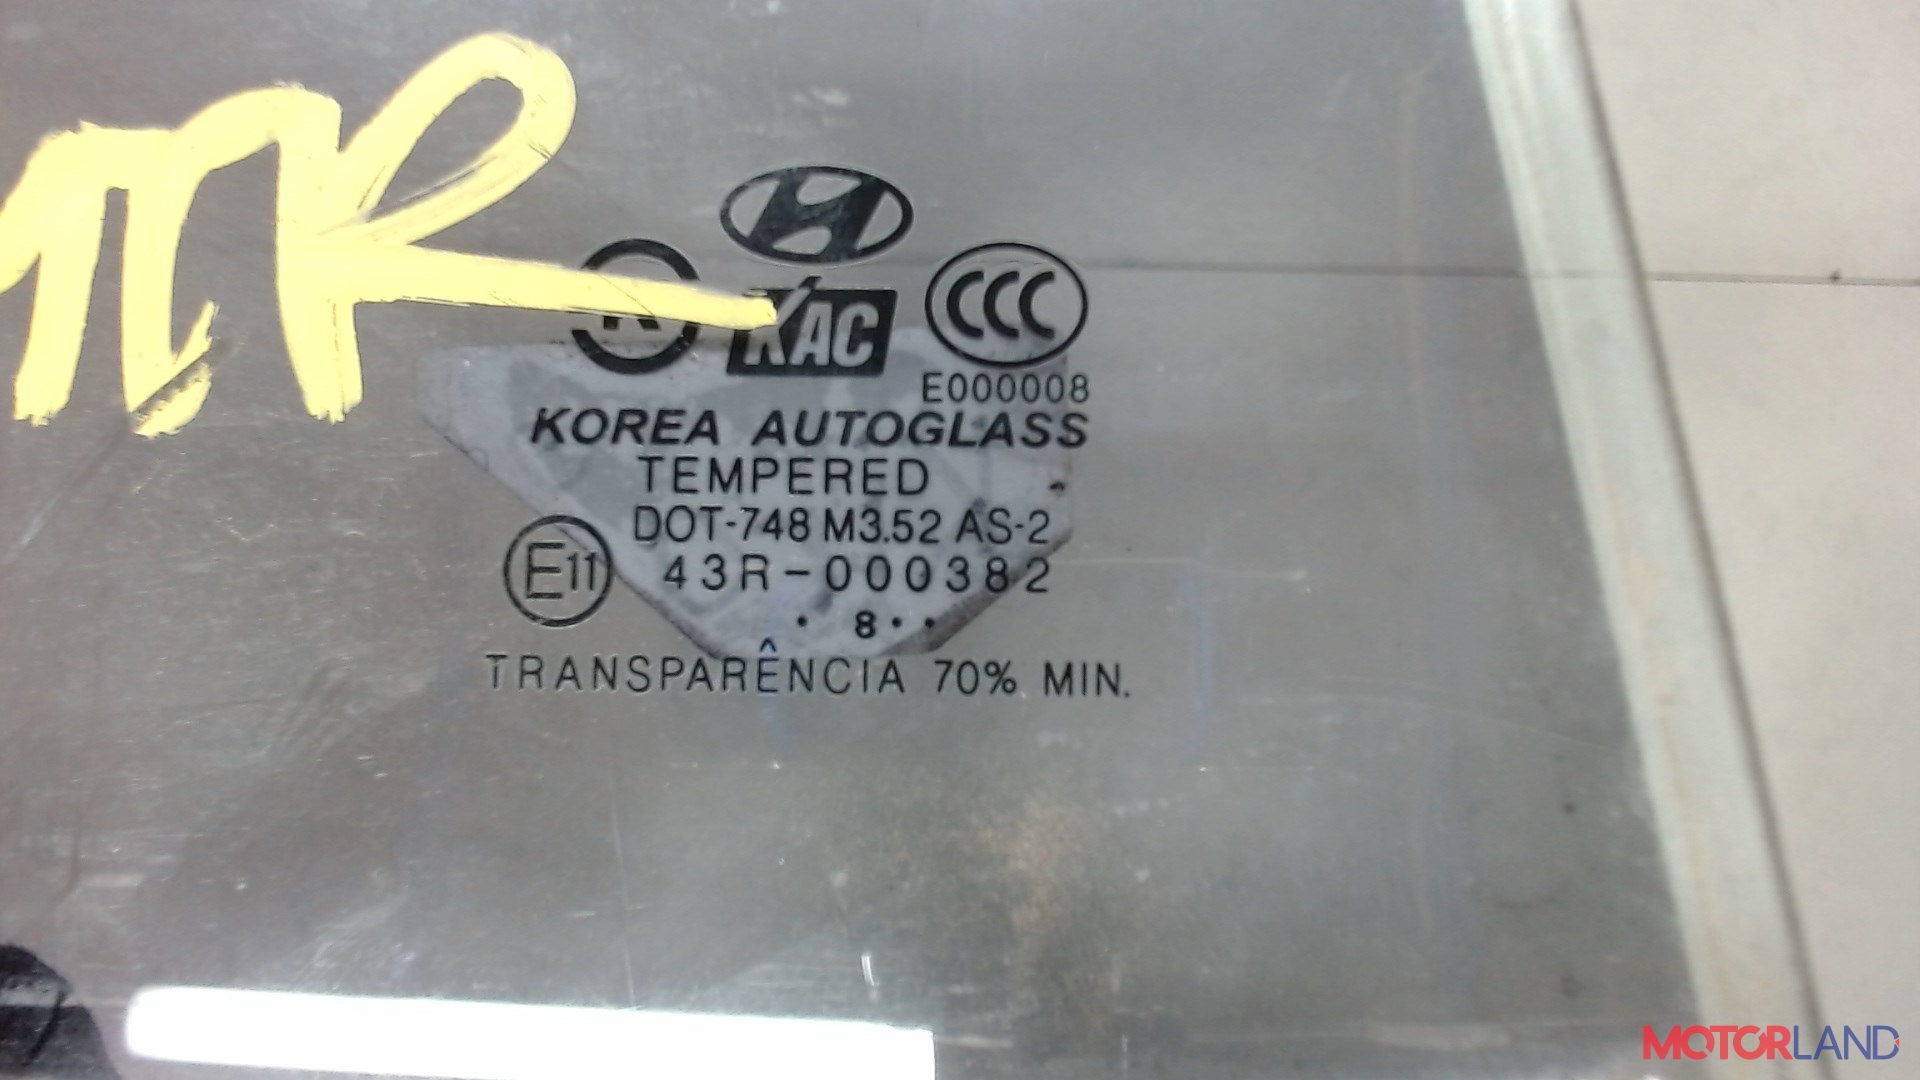 K
KAC
CCC
E000008
KOREA AUTOGLASS
TEMPERED
DOT-748 M3.52 AS-2
E11 43R-000382
· 8 · ·
TRANSPARÊNCIA 70% MIN.
MOTORLAND